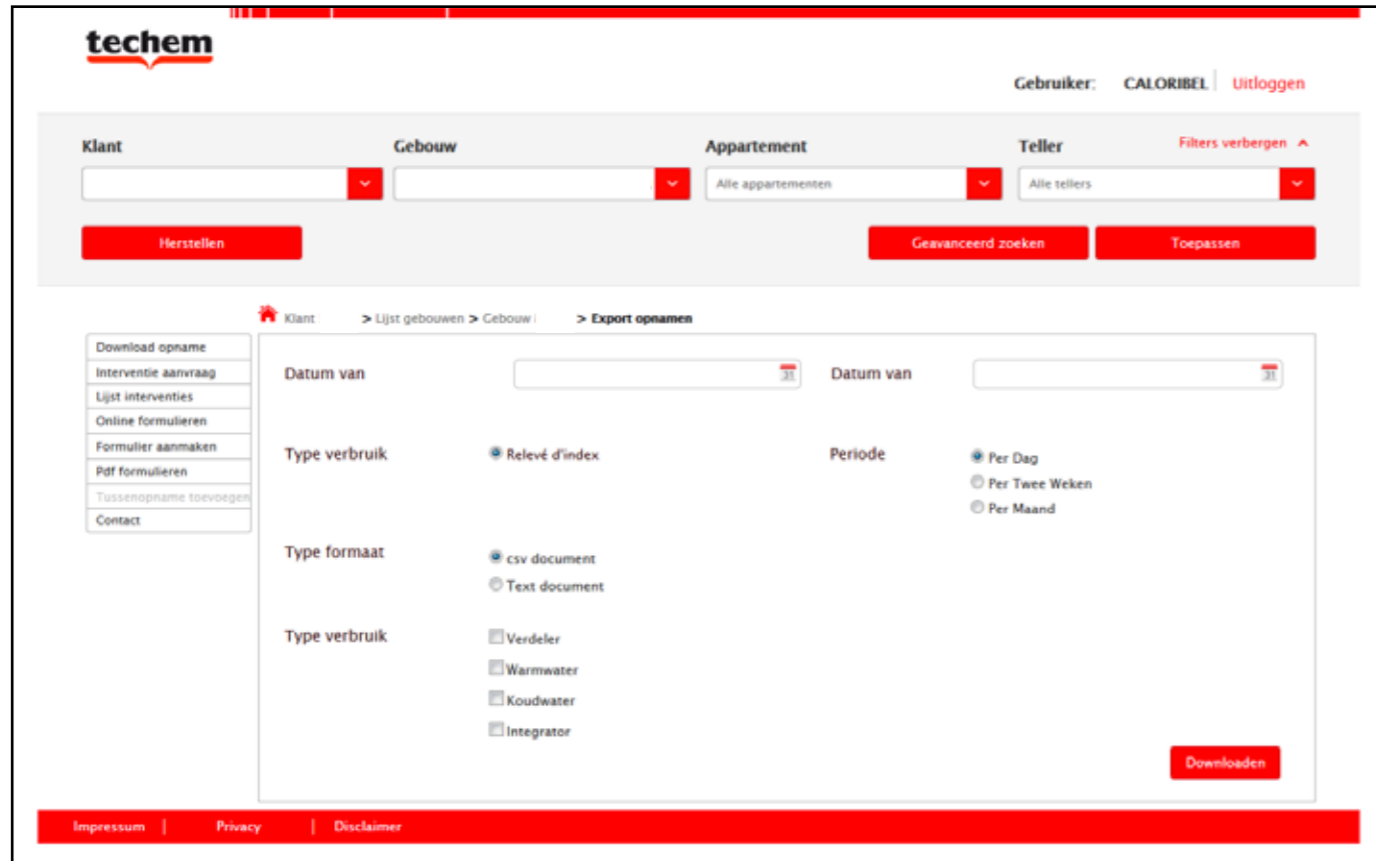 techem
Gebruiker: CALORIBEL Uitloggen
Klant Gebouw Appartement Teller Filters verbergen
Alle appartementen Alle tellers
Herstellen Geavanceerd zoeken Toepassen
Klant > Lijst gebouwen > Gebouw > Export opnamen
Download opname
Interventie aanvraag
Lijst interventies
Online formulieren
Formulier aanmaken
Pdf formulieren
Tussenopname toevoegen
Contact
Datum van 31 Datum van 31
Type verbruik Relevé d'index Periode Per Dag
Per Twee Weken
Per Maand
Type formaat csv document
Text document
Type verbruik Verdeler
Warmwater
Koudwater
Integrator
Downloaden
Impressum | Privacy | Disclaimer